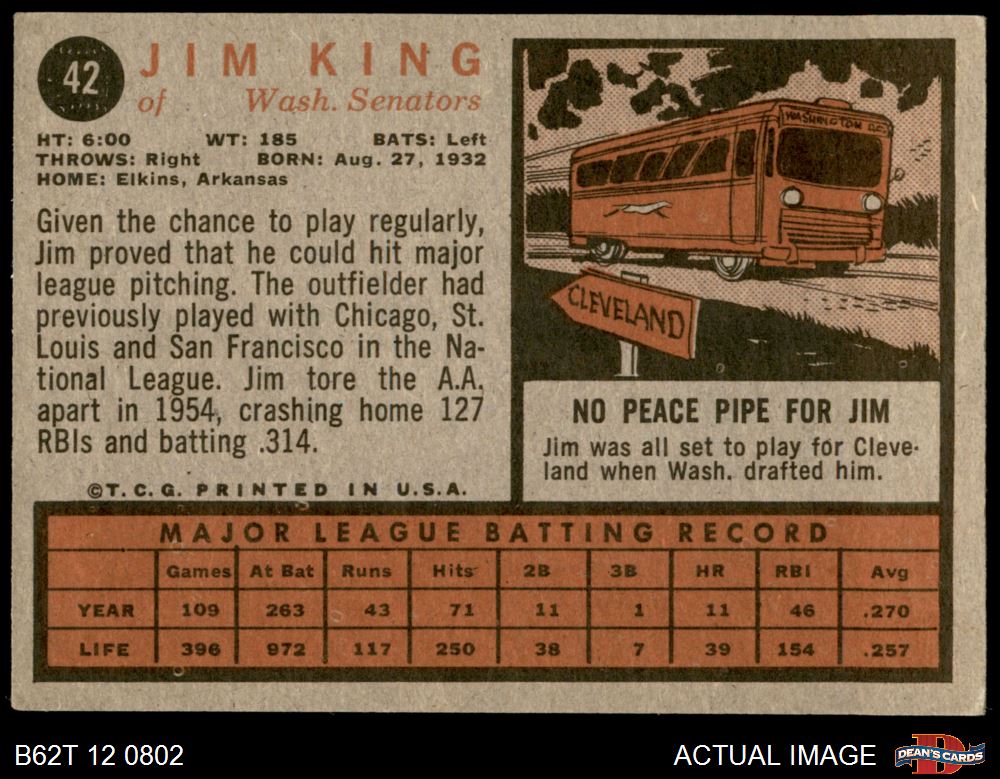 42
JIM KING
of Wash. Senators
HT: 6:00 WT: 185 BATS: Left
THROWS: Right BORN: Aug. 27, 1932
HOME: Elkins, Arkansas
Given the chance to play regularly,
Jim proved that he could hit major
league pitching. The outfielder had
previously played with Chicago, St.
Louis and San Francisco in the Na-
tional League. Jim tore the A.A.
apart in 1954, crashing home 127
RBIs and batting .314.
©T.C.G. PRINTED IN U.S.A.
WASHINGTON D.C.
CLEVELAND
NO PEACE PIPE FOR JIM
Jim was all set to play for Cleve-
land when Wash. drafted him.
MAJOR LEAGUE BATTING RECORD
Games At Bat Runs Hits 2B 3B HR RBI Avg
YEAR 109 263 43 71 11 1 11 46 .270
LIFE 396 972 117 250 38 7 39 154 .257
B62T 12 0802
ACTUAL IMAGE
DEAN'S CARDS